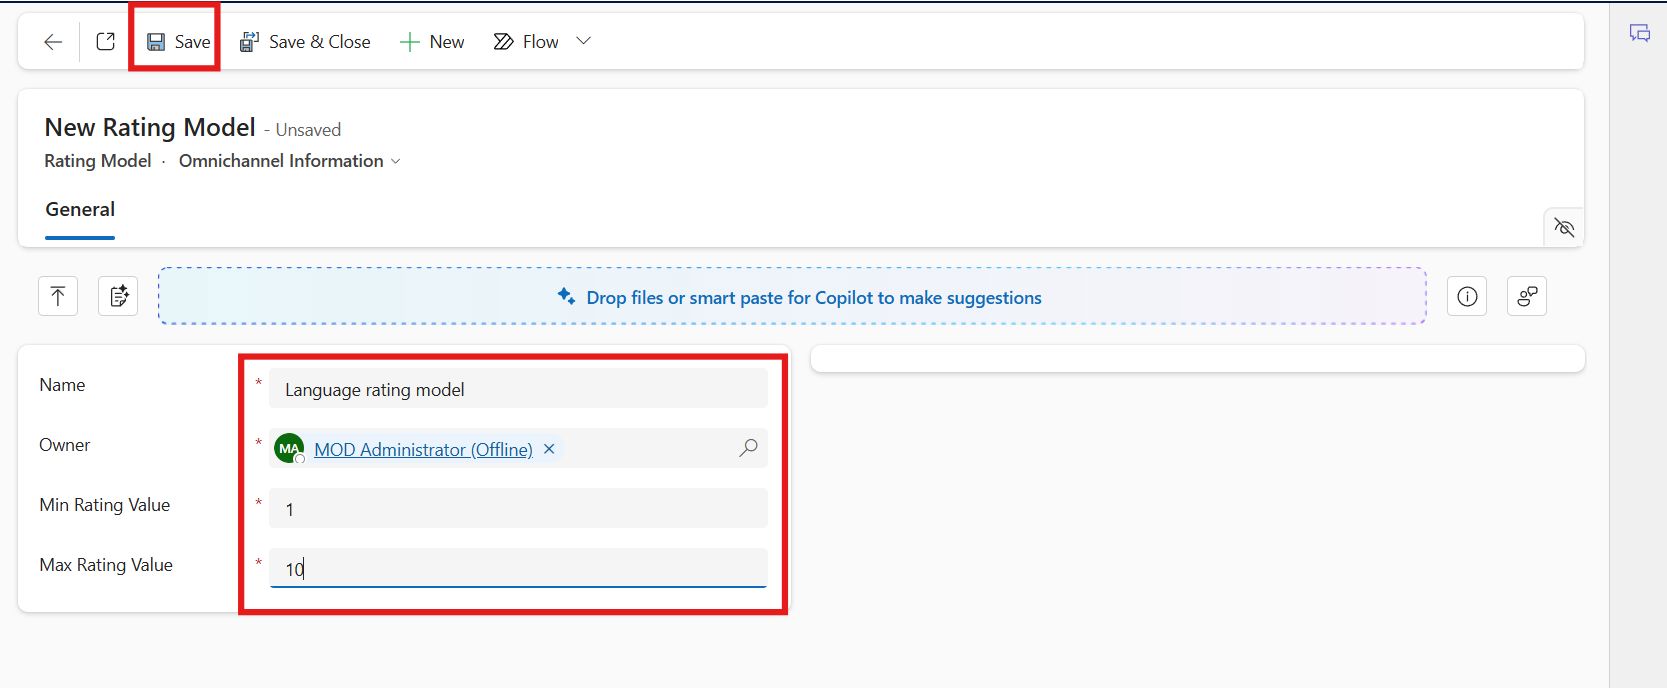 Save Save & Close New Flow
New Rating Model - Unsaved
Rating Model · Omnichannel Information
General
Drop files or smart paste for Copilot to make suggestions
Name * Language rating model
Owner * MA MOD Administrator (Offline)
Min Rating Value * 1
Max Rating Value * 10